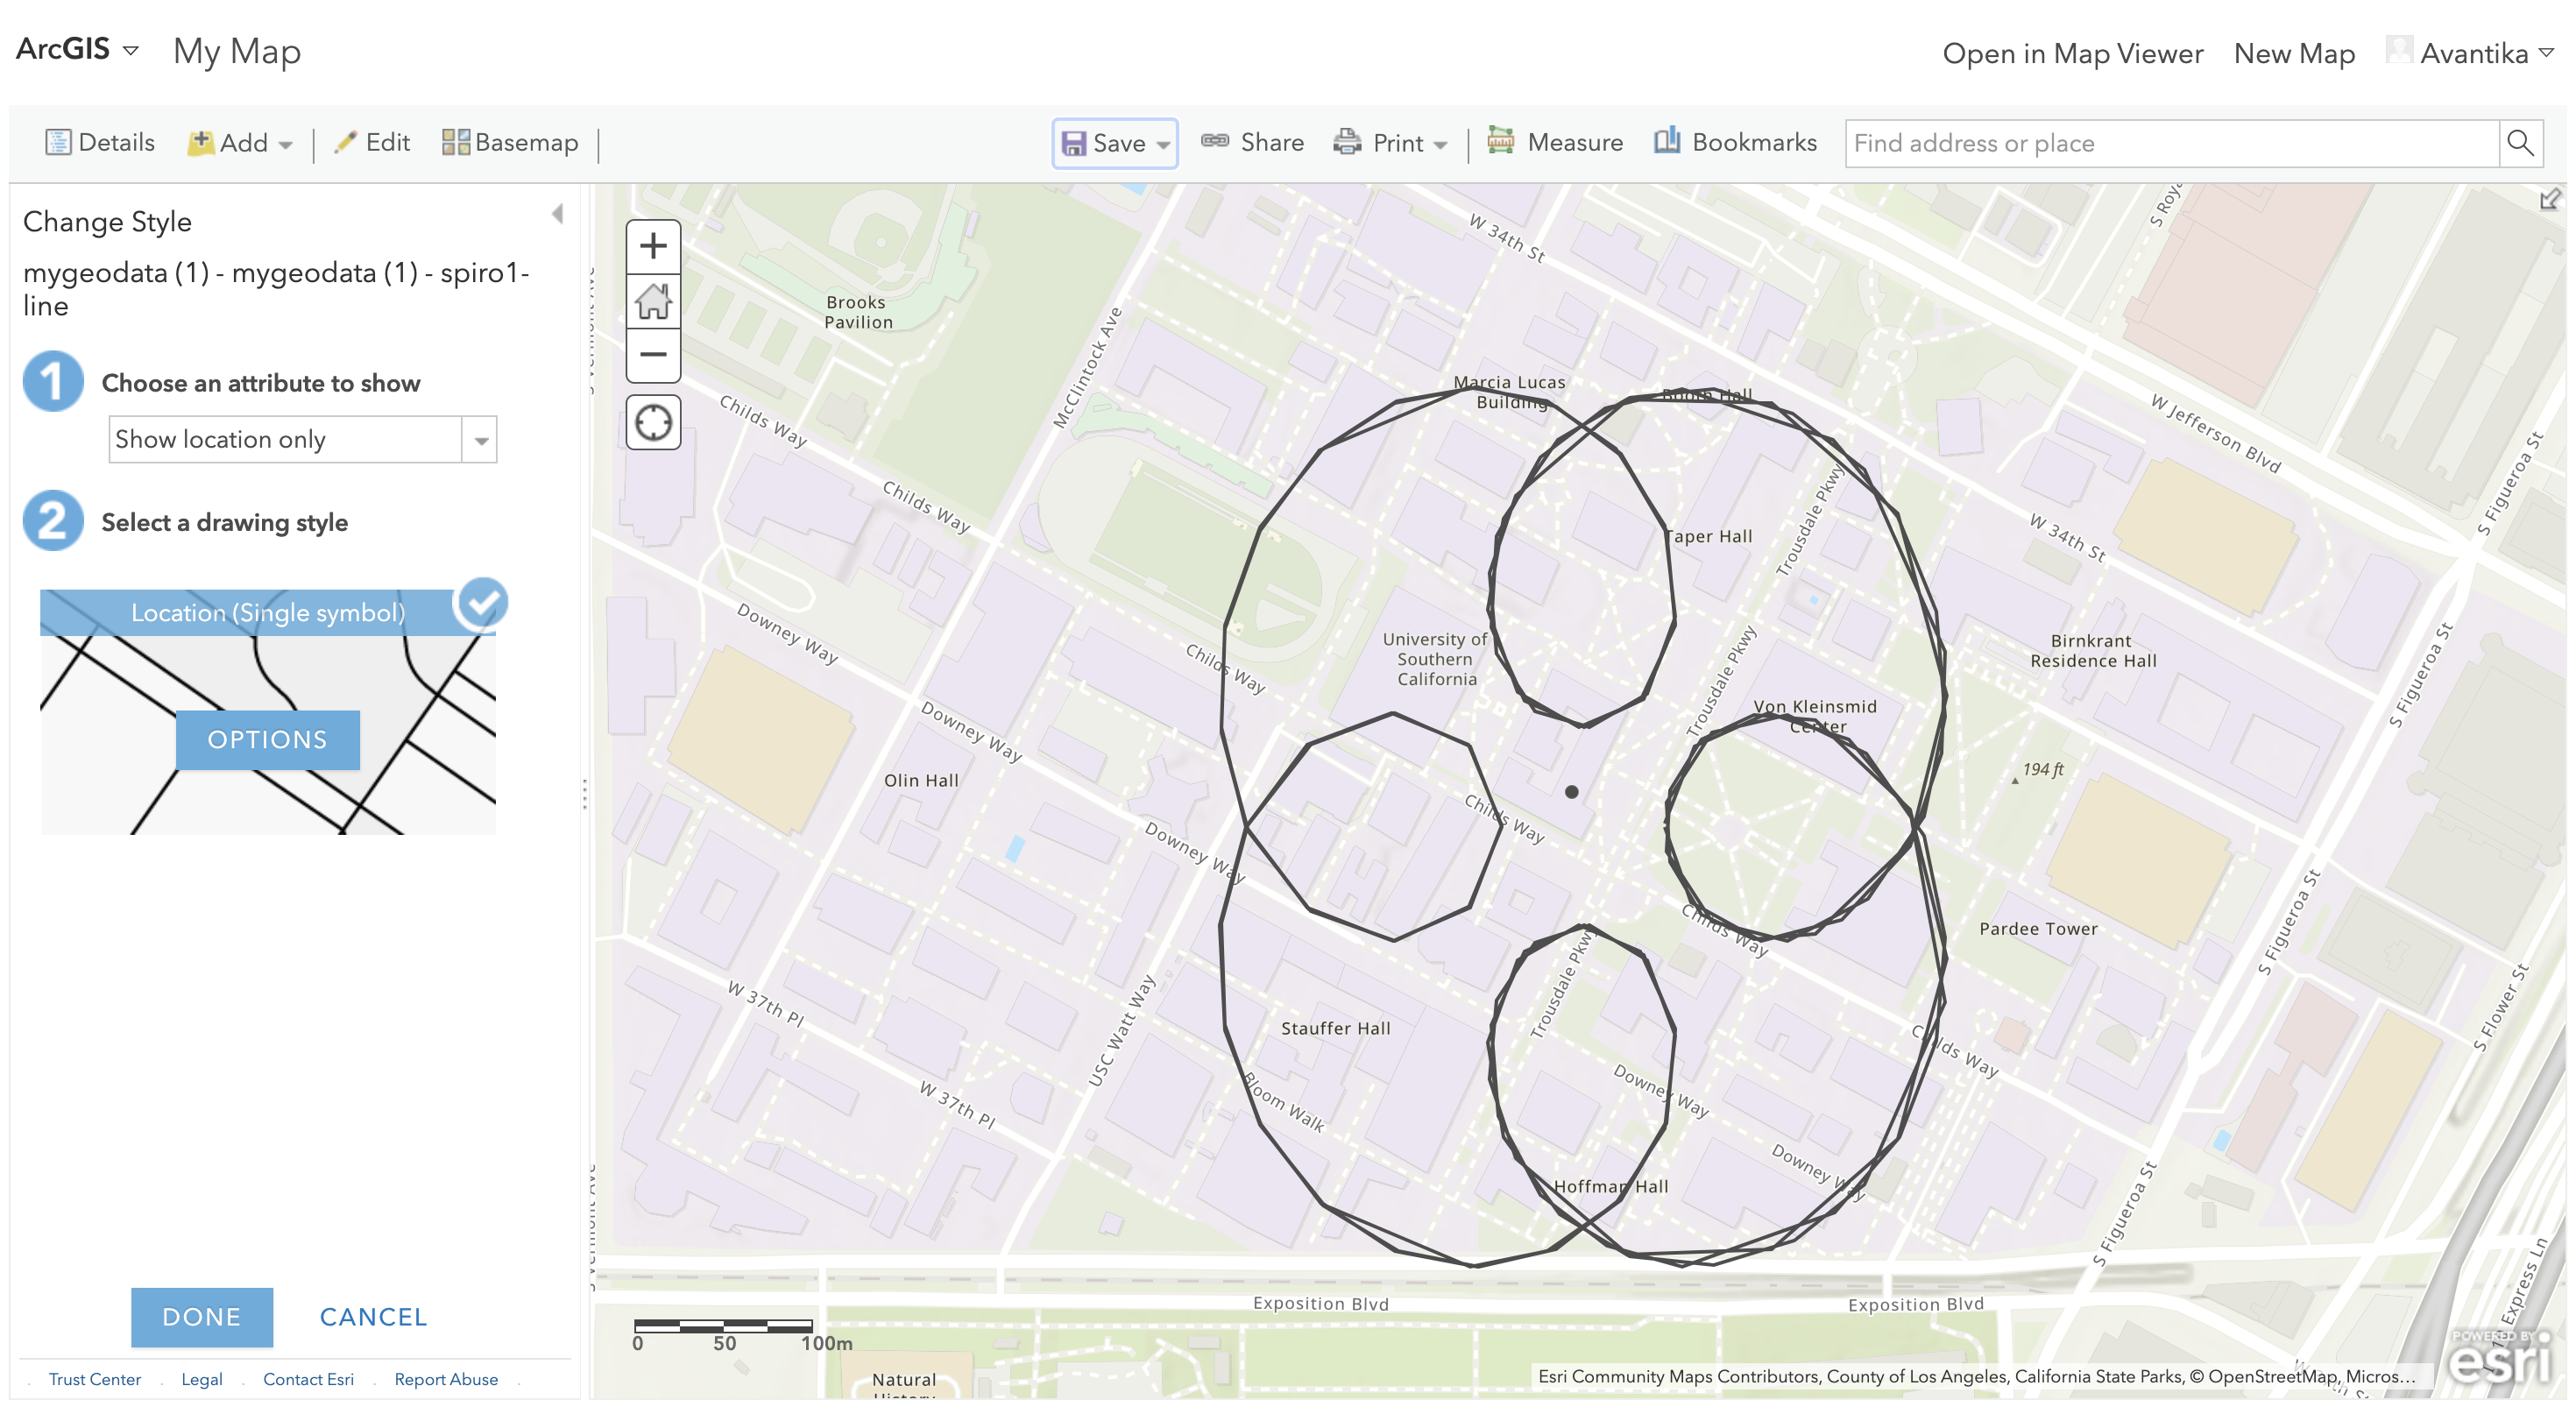 ArcGIS My Map Open in Map Viewer New Map Avantika
Details Add Edit Basemap Save Share Print Measure Bookmarks Find address or place
Change Style
mygeodata (1) - mygeodata (1) - spiro1-
line
1 Choose an attribute to show
Show location only
2 Select a drawing style
Location (Single symbol)
OPTIONS
DONE CANCEL
Trust Center Legal Contact Esri Report Abuse
W 34th St
S Roya
Brooks
Pavilion
McClintock Ave
Marcia Lucas
Building
Booth Hall
Childs Way
W Jefferson Blvd
S Figueroa St
Childs Way
Taper Hall
Trousdale Pkwy
W 34th St
Downey Way
University of
Southern
California
Childs Way
Trousdale Pkwy
Birnkrant
Residence Hall
S Figueroa St
Downey Way
Von Kleinsmid
Center
Olin Hall
194 ft
Childs Way
Downey Way
Childs Way
Pardee Tower
S Figueroa St
W 37th Pl
Trousdale Pkwy
Stauffer Hall
USC Watt Way
Childs Way
S Flower St
W 37th Pl
Bloom Walk
Downey Way
Downey Way
Hoffman Hall
S Figueroa St
S Vermont Ave
Exposition Blvd
Exposition Blvd
Express Ln
0 50 100m
Natural
History
POWERED BY
esri
Esri Community Maps Contributors, County of Los Angeles, California State Parks, © OpenStreetMap, Micros...